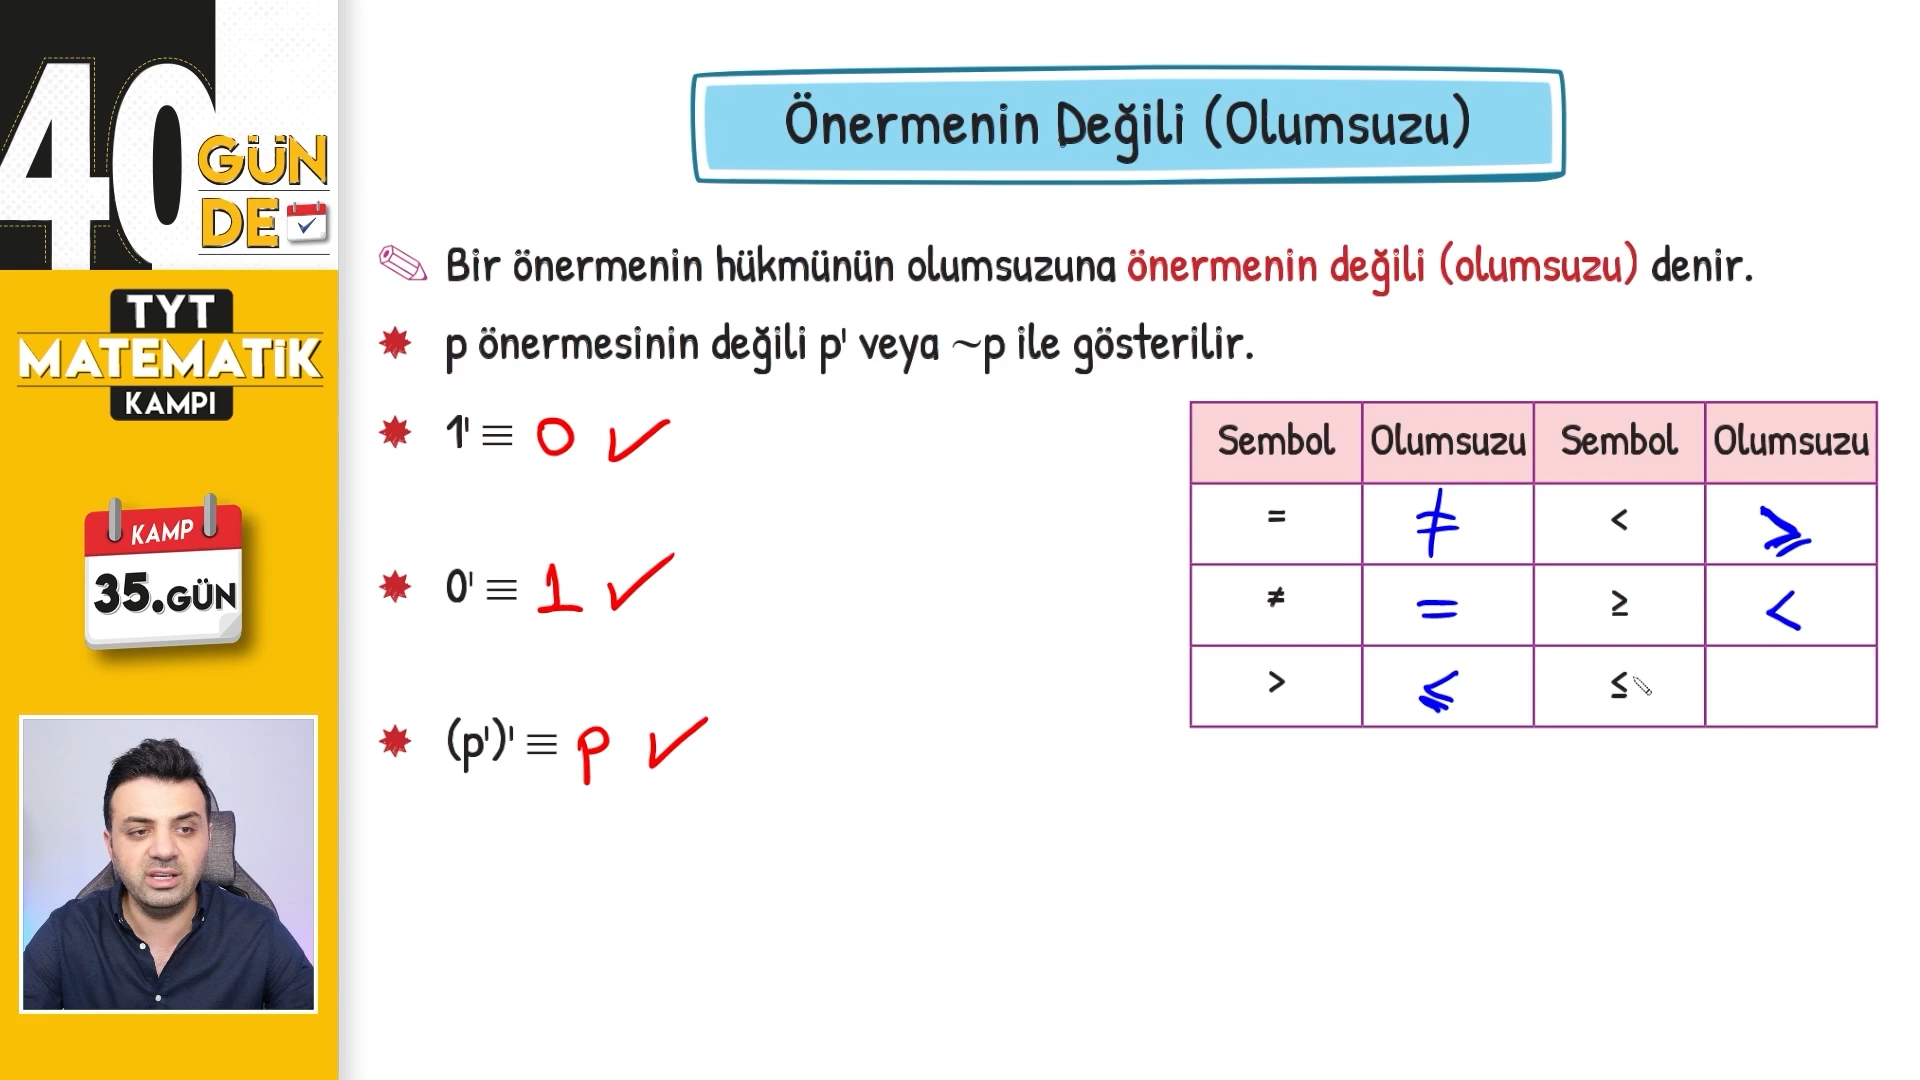 40
GÜN
DE
TYT
MATEMATİK
KAMPI
KAMP
35.GÜN
Önermenin Değili (Olumsuzu)
Bir önermenin hükmünün olumsuzuna önermenin değili (olumsuzu) denir.
p önermesinin değili p' veya ~p ile gösterilir.
1' ≡ 0 ✓
0' ≡ 1 ✓
(p')' ≡ p ✓
Sembol Olumsuzu Sembol Olumsuzu
= ≠ < ≥
≠ = ≥ <
> ≤ ≤